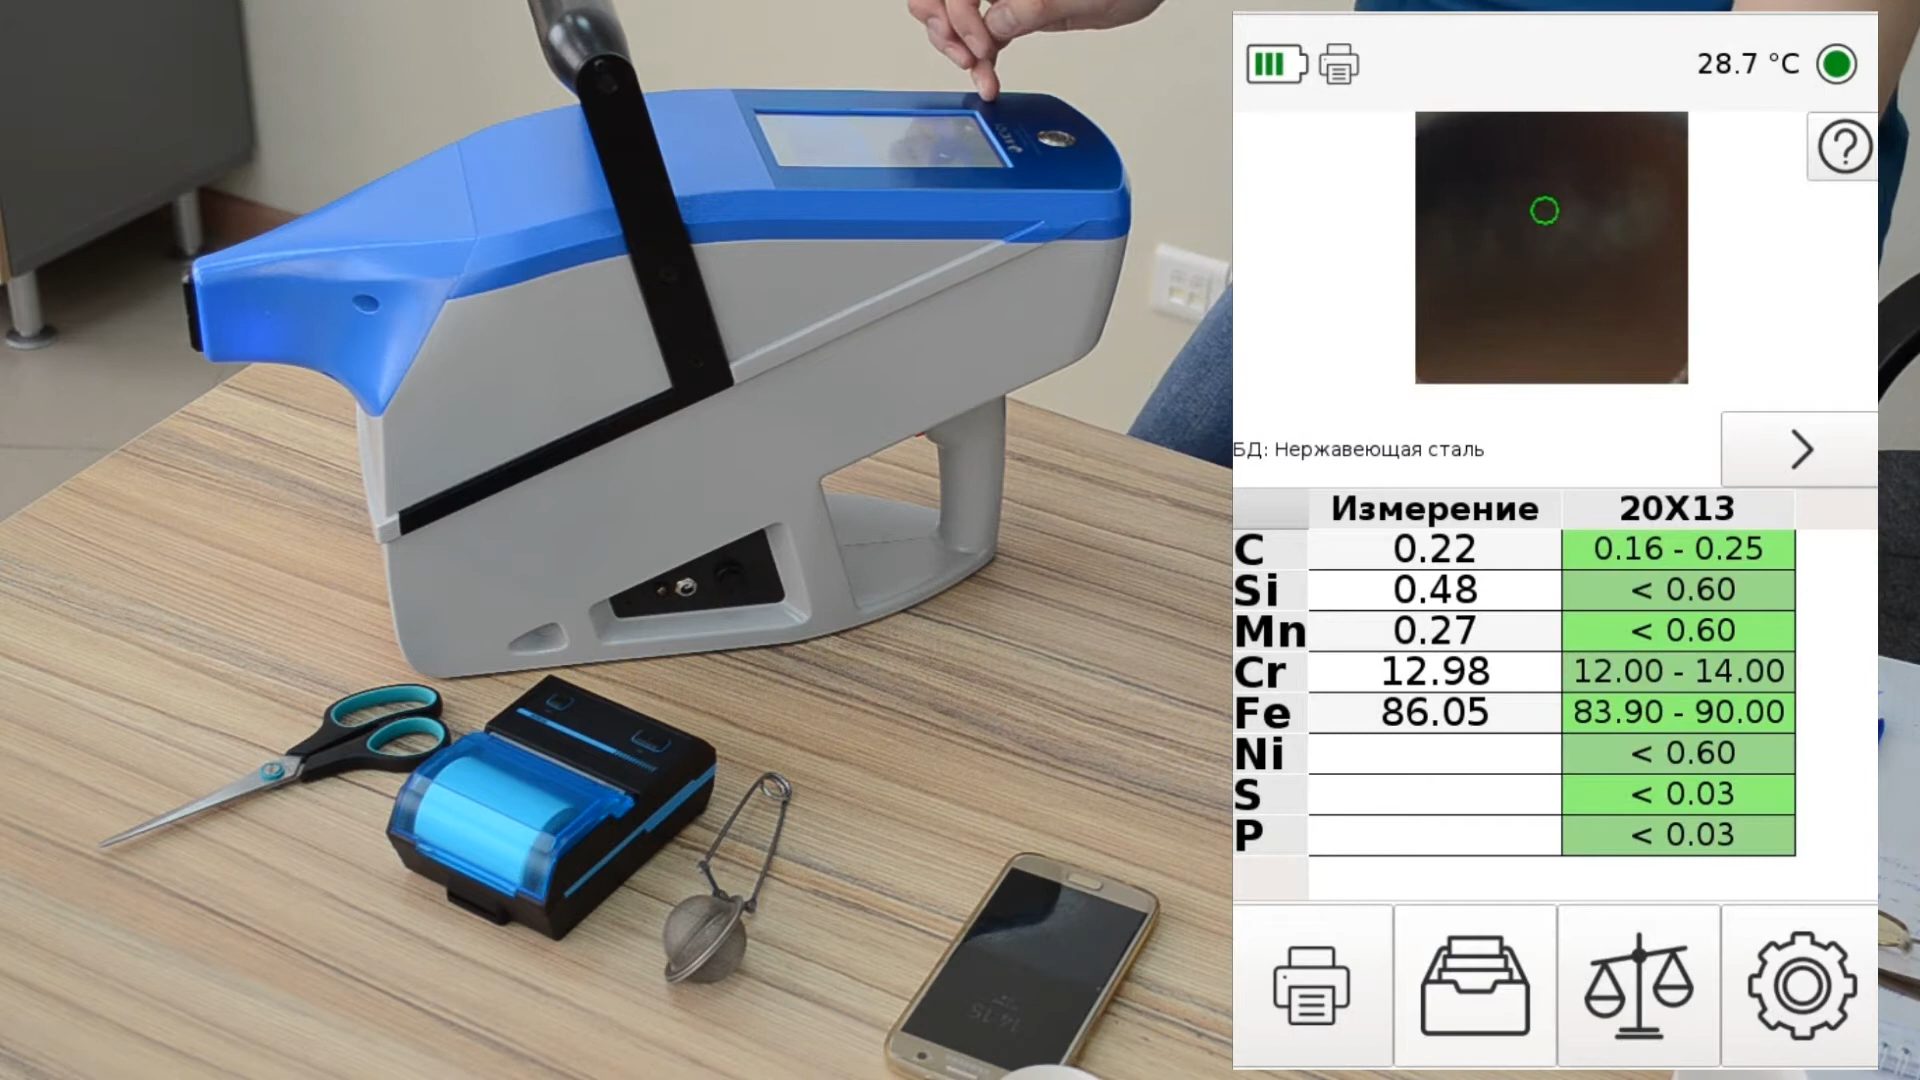 28.7 °C
БД: Нержавеющая сталь
Измерение 20Х13
C 0.22 0.16 - 0.25
Si 0.48 < 0.60
Mn 0.27 < 0.60
Cr 12.98 12.00 - 14.00
Fe 86.05 83.90 - 90.00
Ni < 0.60
S < 0.03
P < 0.03
14:15